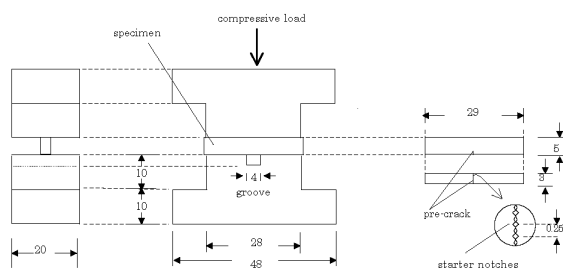 compressive load
specimen
29
5
10
4
3
groove
10
pre-crack
0.25
20
28
48
starter notches